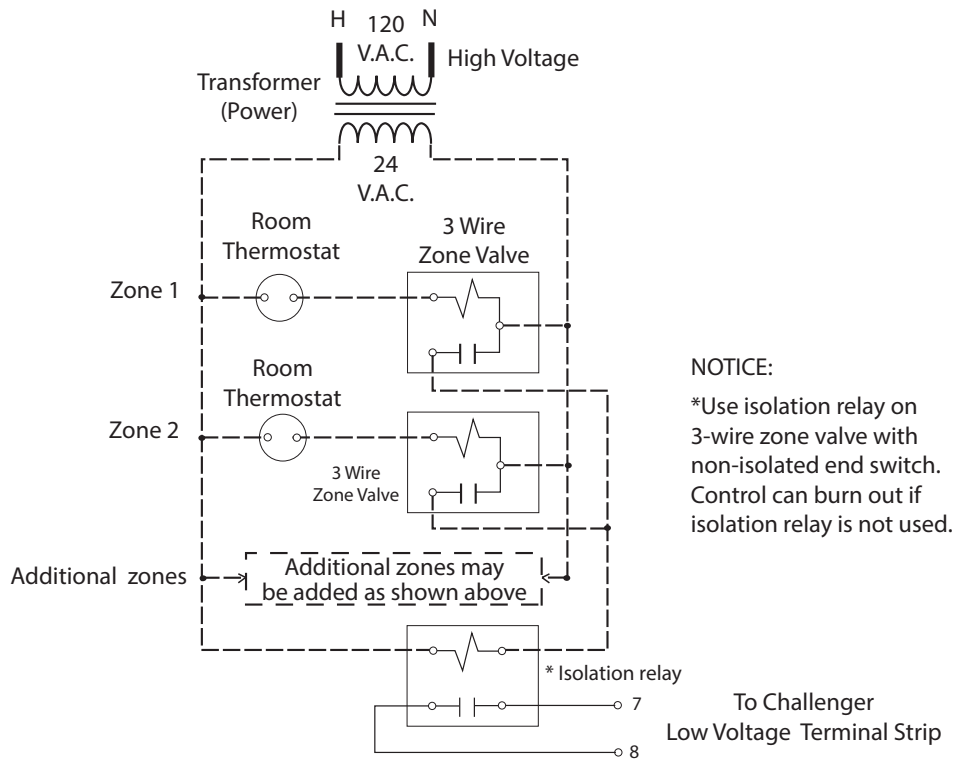 H 120 N
V.A.C.
High Voltage
Transformer
(Power)
24
V.A.C.
Room
Thermostat
3 Wire
Zone Valve
Zone 1
Room
Thermostat
Zone 2
3 Wire
Zone Valve
NOTICE:
*Use isolation relay on
3-wire zone valve with
non-isolated end switch.
Control can burn out if
isolation relay is not used.
Additional zones
Additional zones may
be added as shown above
* Isolation relay
7
8
To Challenger
Low Voltage Terminal Strip